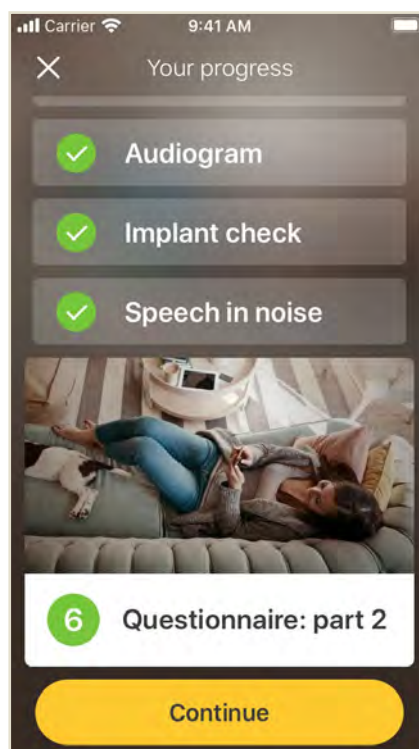 Carrier 9:41 AM
Your progress
Audiogram
Implant check
Speech in noise
6 Questionnaire: part 2
Continue